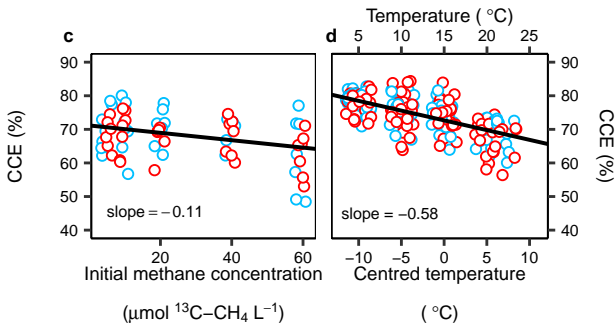 Temperature ( °C)
c
d
5 10 15 20 25
90
80
70
60
50
40
CCE (%)
slope = −0.11
slope = −0.58
90
80
70
60
50
40
CCE (%)
20 40 60
−10 −5 0 5 10
Initial methane concentration
Centred temperature
(μmol ¹³C−CH₄ L⁻¹)
( °C)